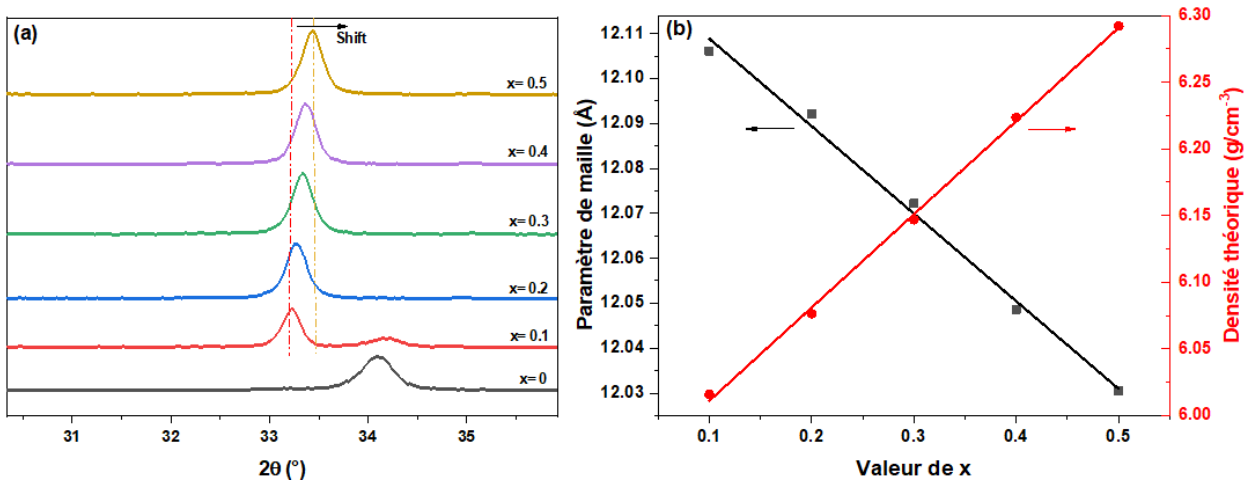 (a)
Shift
x= 0.5
x= 0.4
x= 0.3
x= 0.2
x= 0.1
x= 0
31
32
33
34
35
2θ (°)
(b)
12.11
12.10
12.09
12.08
12.07
12.06
12.05
12.04
12.03
Paramètre de maille (Å)
0.1
0.2
0.3
0.4
0.5
Valeur de x
6.30
6.25
6.20
6.15
6.10
6.05
6.00
Densité théorique (g/cm⁻³)